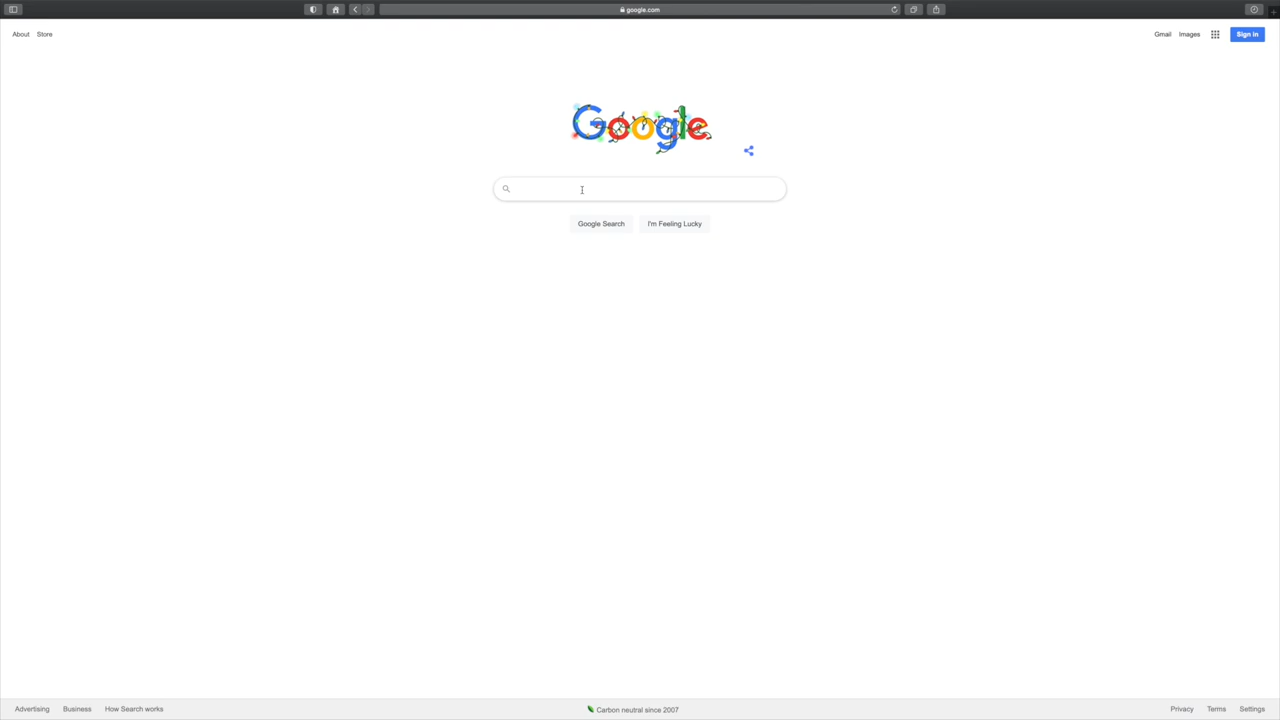 google.com
About Store Gmail Images Sign in
Google
Google Search I'm Feeling Lucky
Advertising Business How Search works Carbon neutral since 2007 Privacy Terms Settings